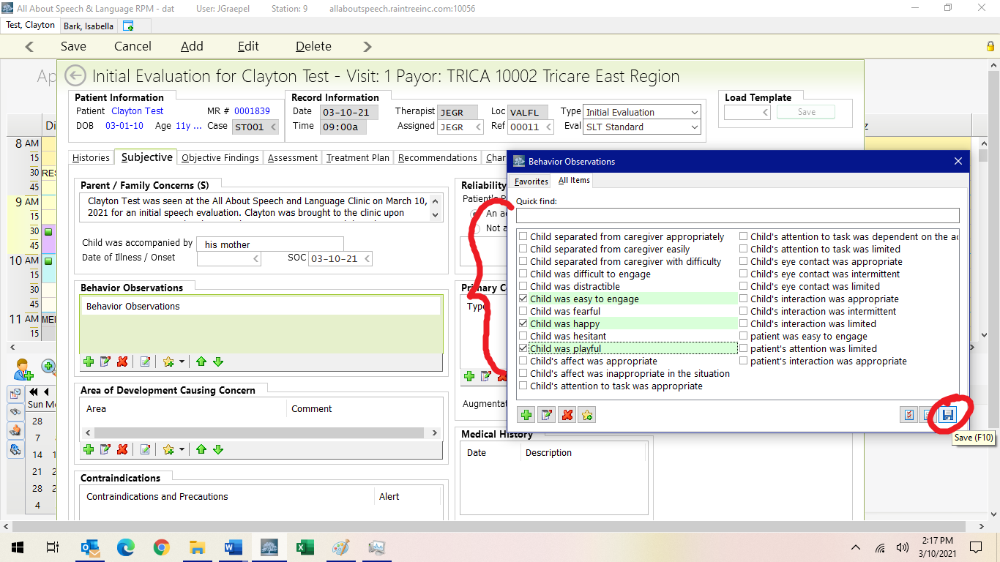 All About Speech & Language RPM - dat User: JGraepel Station: 9 allaboutspeech.raintreeinc.com:10056
Test, Clayton Bark, Isabella
Save Cancel Add Edit Delete
Ap
Initial Evaluation for Clayton Test - Visit: 1 Payor: TRICA 10002 Tricare East Region
Patient Information
Patient Clayton Test MR # 0001839
DOB 03-01-10 Age 11y ... Case ST001
Record Information
Date 03-10-21 Therapist JEGR Loc VALFL Type Initial Evaluation
Time 09:00a Assigned JEGR Ref 00011 Eval SLT Standard
Load Template
Save
Di
z
8 AM
15
30 RES
45
9 AM
15
30
45
10 AM
15
30
45
11 AM MEI
15
Histories Subjective Objective Findings Assessment Treatment Plan Recommendations Char
Parent / Family Concerns (S)
Clayton Test was seen at the All About Speech and Language Clinic on March 10,
2021 for an initial speech evaluation. Clayton was brought to the clinic upon
Child was accompanied by his mother
Date of Illness / Onset SOC 03-10-21
Reliability
Patient's P
An ac
Not a
Behavior Observations
Behavior Observations
Primary Co
Type
Area of Development Causing Concern
Area Comment
Augmentat
Contraindications
Contraindications and Precautions Alert
Medical History
Date Description
Sun Mo
28
7
14 1
21 2
28 2
4
Behavior Observations
Favorites All Items
Quick find:
Child separated from caregiver appropriately
Child separated from caregiver easily
Child separated from caregiver with difficulty
Child was difficult to engage
Child was distractible
Child was easy to engage
Child was fearful
Child was happy
Child was hesitant
Child was playful
Child's affect was appropriate
Child's affect was inappropriate in the situation
Child's attention to task was appropriate
Child's attention to task was dependent on the ac
Child's attention to task was limited
Child's eye contact was appropriate
Child's eye contact was intermittent
Child's eye contact was limited
Child's interaction was appropriate
Child's interaction was intermittent
Child's interaction was limited
patient was easy to engage
patient's attention was limited
patient's interaction was appropriate
Save (F10)
2:17 PM
3/10/2021